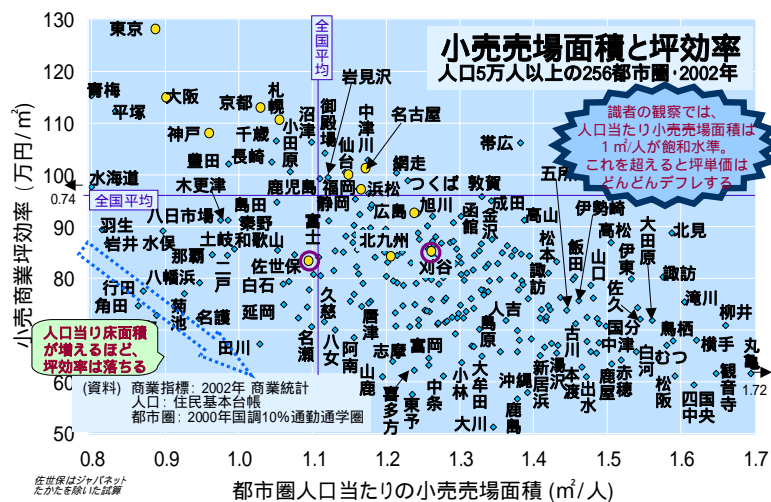 小売売場面積と坪効率
人口5万人以上の256都市圏・2002年
小売商業坪効率（万円/㎡）
130
120
110
100
90
80
70
60
50
0.8
0.9
1.0
1.1
1.2
1.3
1.4
1.5
1.6
1.7
都市圏人口当たりの小売売場面積（㎡/人）
全国平均
全国平均
0.74
1.72
識者の観察では、
人口当たり小売売場面積は
１㎡/人が飽和水準。
これを超えると坪単価は
どんどんデフレする
人口当り床面積
が増えるほど、
坪効率は落ちる
(資料) 商業指標：2002年 商業統計
人口：住民基本台帳
都市圏：2000年国調10%通勤通学圏
佐世保はジャパネット
たかたを除いた試算
東京
青梅
平塚
大阪
京都
札幌
神戸
千歳
豊田
長崎
小田原
沼津
御殿場
岩見沢
仙台
中津川
名古屋
帯広
水海道
木更津
鹿児島
福岡
静岡
浜松
網走
つくば
敦賀
五所
羽生
八日市場
島田
秦野
富士
広島
旭川
函館
金沢
成田
高山
伊勢崎
岩井
水俣
土岐
和歌山
北九州
刈谷
松本
飯田
山口
高松
伊東
大田原
北見
那覇
二戸
佐世保
諏訪
諏訪
行田
八幡浜
白石
久慈
人吉
佐久
滝川
角田
菊池
名護
延岡
名瀬
八女
唐津
島原
古川
国分
柳井
田川
阿南
志摩
富岡
湯沢
本渡
中津
白河
鳥栖
むつ
横手
丸亀
山鹿
喜多方
東予
中条
小林
大牟田
大川
沖縄
鹿島
新居浜
出水
鹿屋
赤穂
松阪
四国中央
観音寺